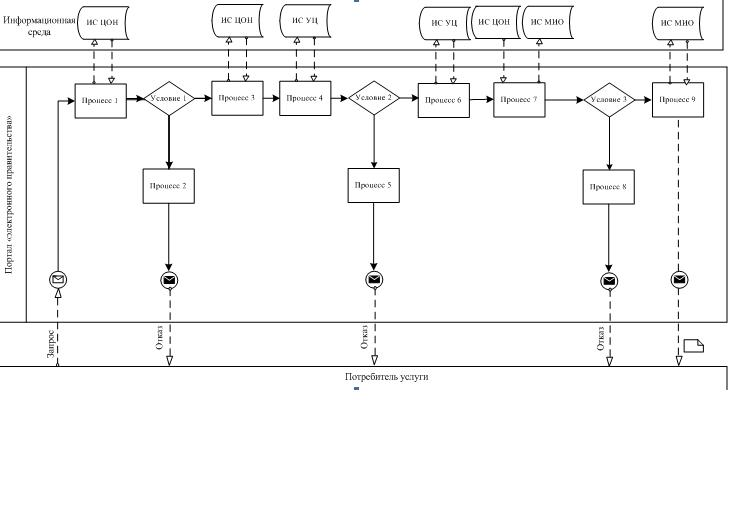 Информационная
среда
ИС ЦОН
ИС ЦОН
ИС УЦ
ИС УЦ
ИС ЦОН
ИС МИО
ИС МИО
Портал «электронного правительства»
Процесс 1
Условие 1
Процесс 3
Процесс 4
Условие 2
Процесс 6
Процесс 7
Условие 3
Процесс 9
Процесс 2
Процесс 5
Процесс 8
Запрос
Отказ
Отказ
Отказ
Потребитель услуги